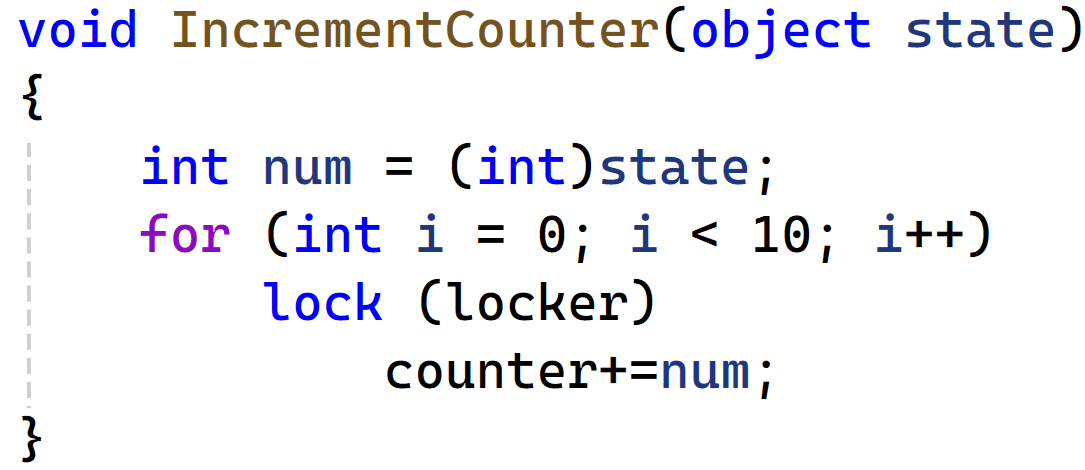 void IncrementCounter(object state)
{
    int num = (int)state;
    for (int i = 0; i < 10; i++)
        lock (locker)
            counter+=num;
}